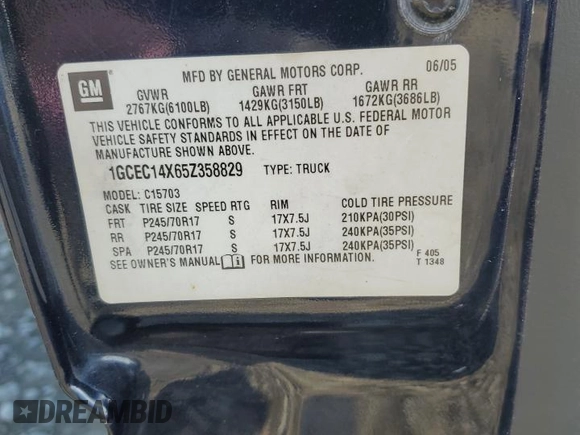 GM
MFD BY GENERAL MOTORS CORP. 06/05
GVWR GAWR FRT GAWR RR
2767KG(6100LB) 1429KG(3150LB) 1672KG(3686LB)
THIS VEHICLE CONFORMS TO ALL APPLICABLE U.S. FEDERAL MOTOR
VEHICLE SAFETY STANDARDS IN EFFECT ON THE DATE OF
MANUFACTURE SHOWN ABOVE.
1GCEC14X65Z358829 TYPE: TRUCK
MODEL: C15703
CASK TIRE SIZE SPEED RTG RIM COLD TIRE PRESSURE
FRT P245/70R17 S 17X7.5J 210KPA(30PSI)
RR P245/70R17 S 17X7.5J 240KPA(35PSI)
SPA P245/70R17 S 17X7.5J 240KPA(35PSI)
SEE OWNER'S MANUAL FOR MORE INFORMATION F 405
T 1348
DREAMBID